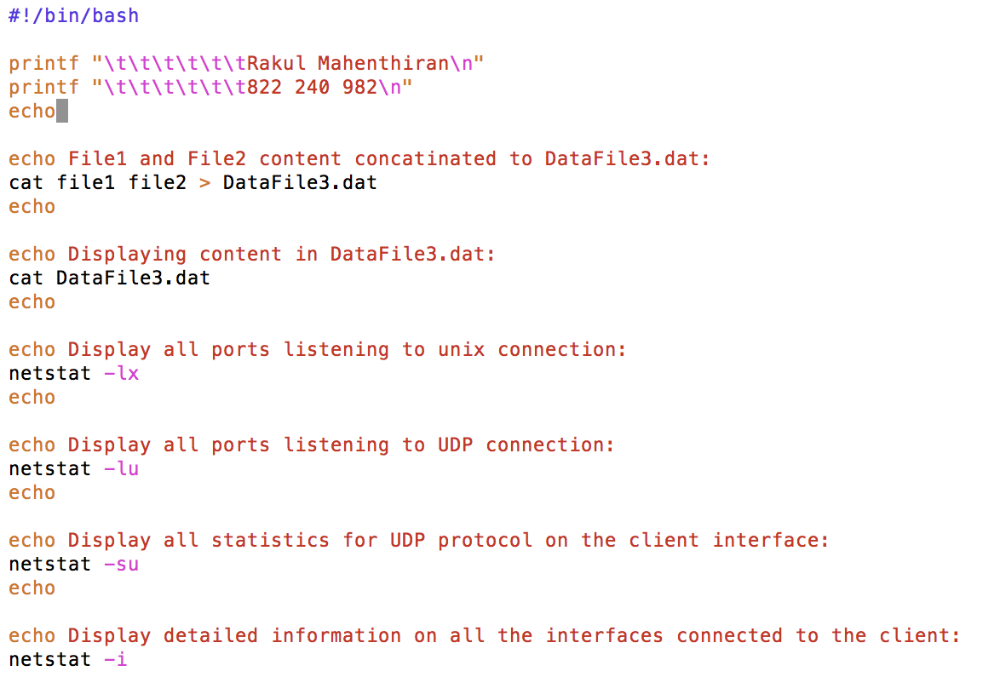 #!/bin/bash
printf "\t\t\t\t\t\tRakul Mahenthiran\n"
printf "\t\t\t\t\t\t822 240 982\n"
echo
echo File1 and File2 content concatinated to DataFile3.dat:
cat file1 file2 > DataFile3.dat
echo
echo Displaying content in DataFile3.dat:
cat DataFile3.dat
echo
echo Display all ports listening to unix connection:
netstat -lx
echo
echo Display all ports listening to UDP connection:
netstat -lu
echo
echo Display all statistics for UDP protocol on the client interface:
netstat -su
echo
echo Display detailed information on all the interfaces connected to the client:
netstat -i